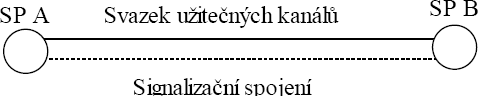 SP A
Svazek užitečných kanálů
SP B
Signalizační spojení